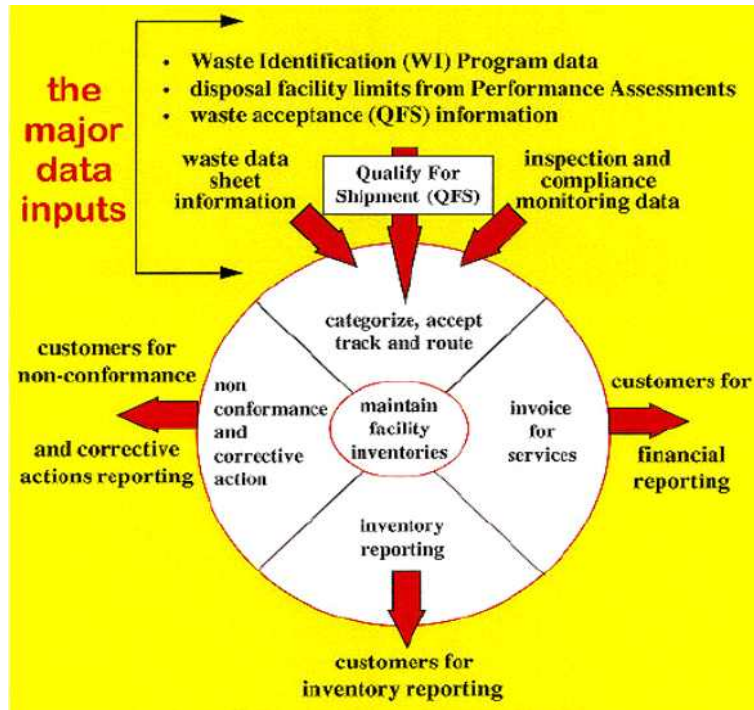 the
major
data
inputs
• Waste Identification (WI) Program data
• disposal facility limits from Performance Assessments
• waste acceptance (QFS) information
waste data
sheet
information
Qualify For
Shipment (QFS)
inspection and
compliance
monitoring data
categorize, accept
track and route
customers for
non-conformance
and corrective
actions reporting
non
conformance
and
corrective
action
maintain
facility
inventories
invoice
for
services
customers for
financial
reporting
inventory
reporting
customers for
inventory reporting